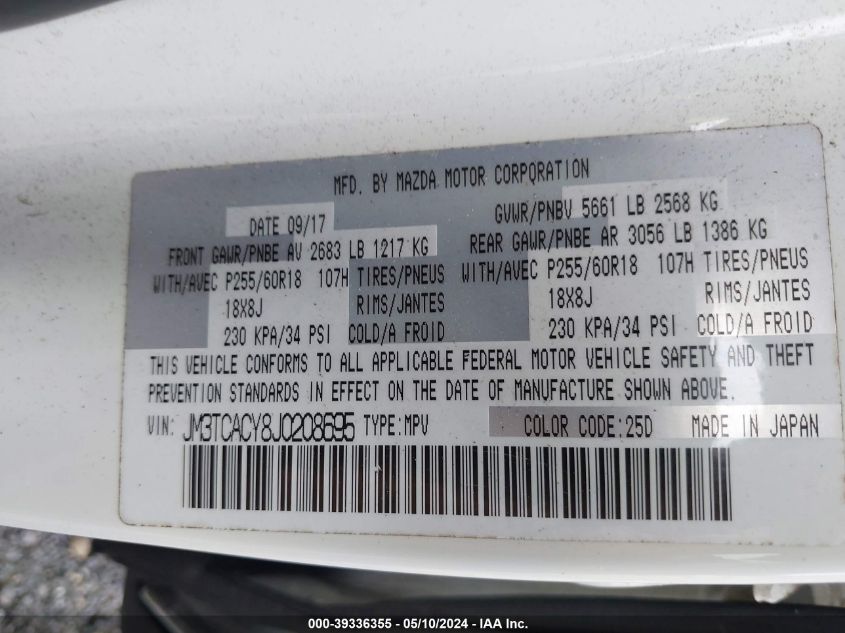 MFD. BY MAZDA MOTOR CORPORATION
DATE 09/17 GVWR/PNBV 5661 LB 2568 KG
FRONT GAWR/PNBE AV 2683 LB 1217 KG REAR GAWR/PNBE AR 3056 LB 1386 KG
WITH/AVEC P255/60R18 107H TIRES/PNEUS WITH/AVEC P255/60R18 107H TIRES/PNEUS
18X8J RIMS/JANTES 18X8J RIMS/JANTES
230 KPA/34 PSI COLD/A FROID 230 KPA/34 PSI COLD/A FROID
THIS VEHICLE CONFORMS TO ALL APPLICABLE FEDERAL MOTOR VEHICLE SAFETY AND THEFT
PREVENTION STANDARDS IN EFFECT ON THE DATE OF MANUFACTURE SHOWN ABOVE.
VIN: JM3TCACY8J0208695 TYPE:MPV COLOR CODE:25D MADE IN JAPAN
000-39336355 - 05/10/2024 - IAA Inc.